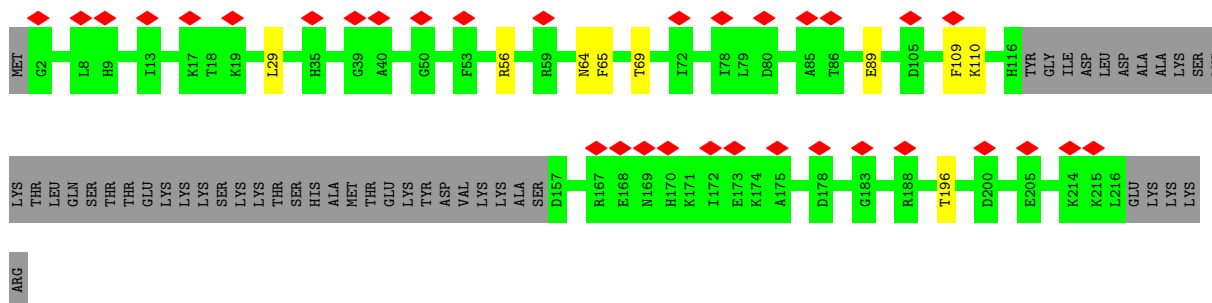 MET G2 L8 H9 I13 K17 T18 K19 L29 H35 G39 A40 G50 F53 R56 R59 N64 F65 T69 I72 I78 L79 D80 A85 T86 E89 D105 F109 K110 H116 TYR GLY ILE ASP LEU ASP ALA ALA LYS SER
LYS THR LEU GLN SER THR THR GLU LYS LYS LYS SER LYS LYS THR SER HIS ALA MET THR GLU LYS TYR ASP VAL LYS LYS ALA SER D157 R167 E168 N169 H170 K171 I172 E173 K174 A175 D178 G183 R188 T196 D200 E205 K214 K215 L216 GLU LYS LYS LYS
ARG